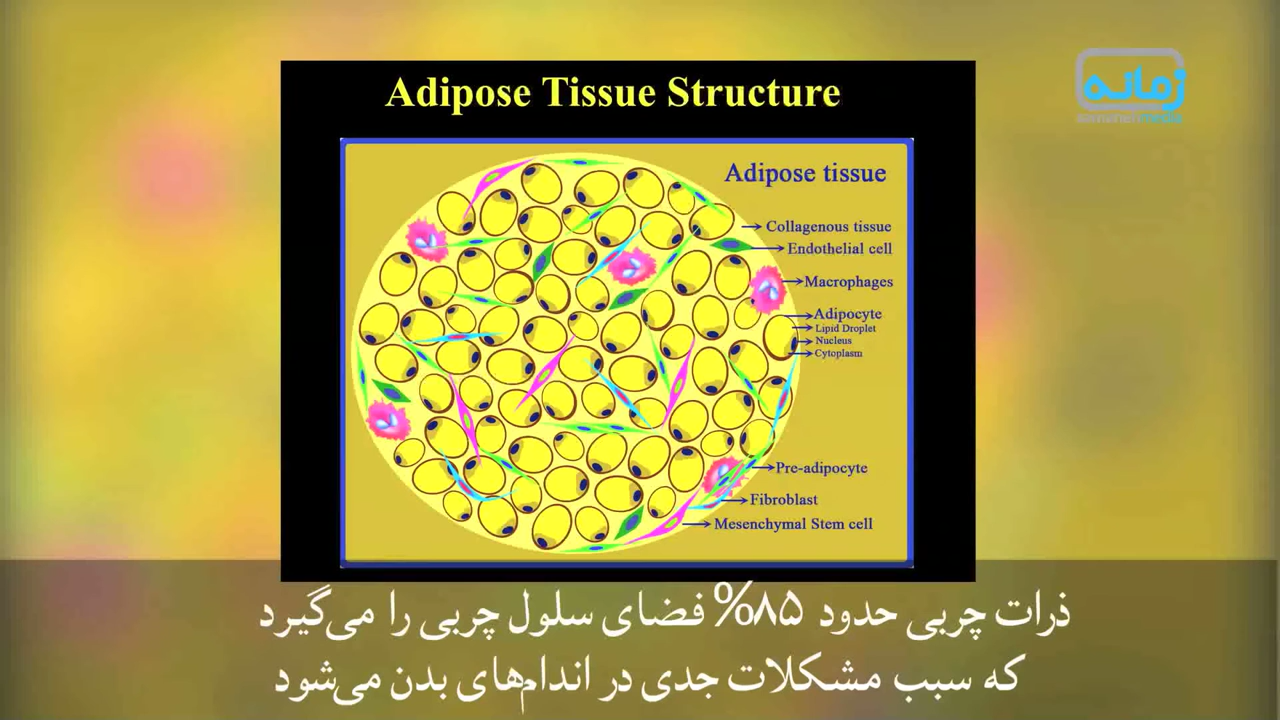 Adipose Tissue Structure
زمانه
zamanehmedia
Adipose tissue
Collagenous tissue
Endothelial cell
Macrophages
Adipocyte
Lipid Droplet
Nucleus
Cytoplasm
Pre-adipocyte
Fibroblast
Mesenchymal Stem cell
ذرات چربی حدود ۸۵% فضای سلول چربی را می‌گیرد
که سبب مشکلات جدی در اندام‌های بدن می‌شود